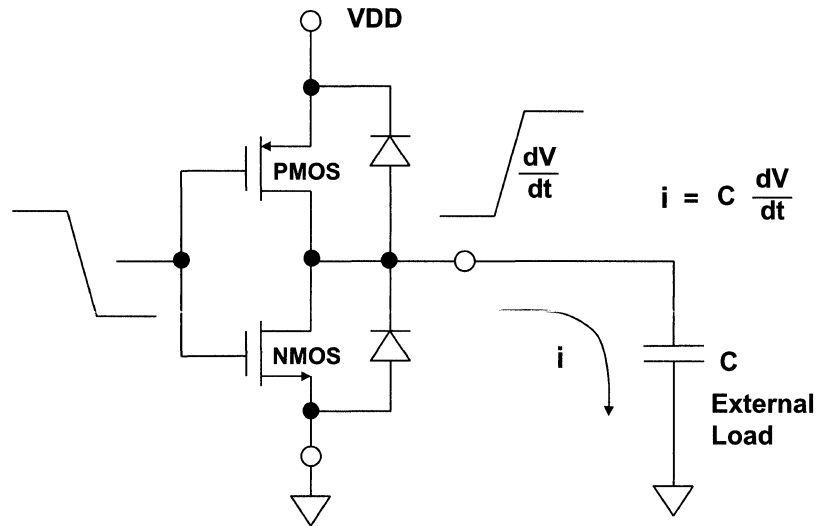 VDD
PMOS
dV
dt
i = C dV
dt
NMOS
i
C
External
Load